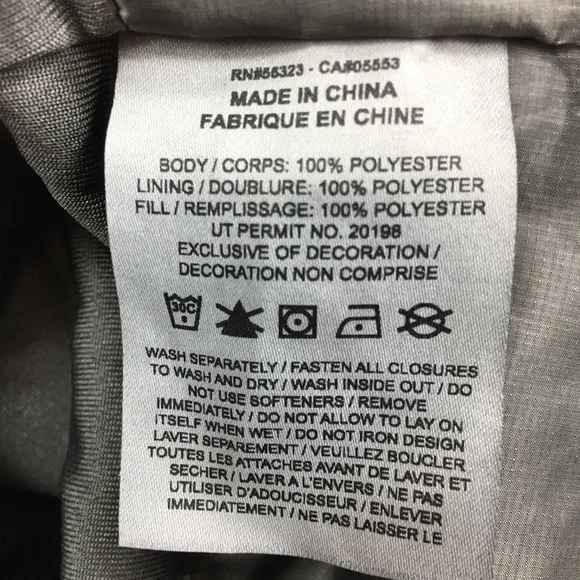 RN#56323 - CA#05553
MADE IN CHINA
FABRIQUE EN CHINE
BODY / CORPS: 100% POLYESTER
LINING / DOUBLURE: 100% POLYESTER
FILL / REMPLISSAGE: 100% POLYESTER
UT PERMIT NO. 20198
EXCLUSIVE OF DECORATION /
DECORATION NON COMPRISE
30C
WASH SEPARATELY / FASTEN ALL CLOSURES
TO WASH AND DRY / WASH INSIDE OUT / DO
NOT USE SOFTENERS / REMOVE
IMMEDIATELY / DO NOT ALLOW TO LAY ON
ITSELF WHEN WET / DO NOT IRON DESIGN
LAVER SEPAREMENT / VEUILLEZ BOUCLER
TOUTES LES ATTACHES AVANT DE LAVER ET
SECHER / LAVER A L'ENVERS / NE PAS
UTILISER D'ADOUCISSEUR / ENLEVER
IMMEDIATEMENT / NE PAS LAISSER LE